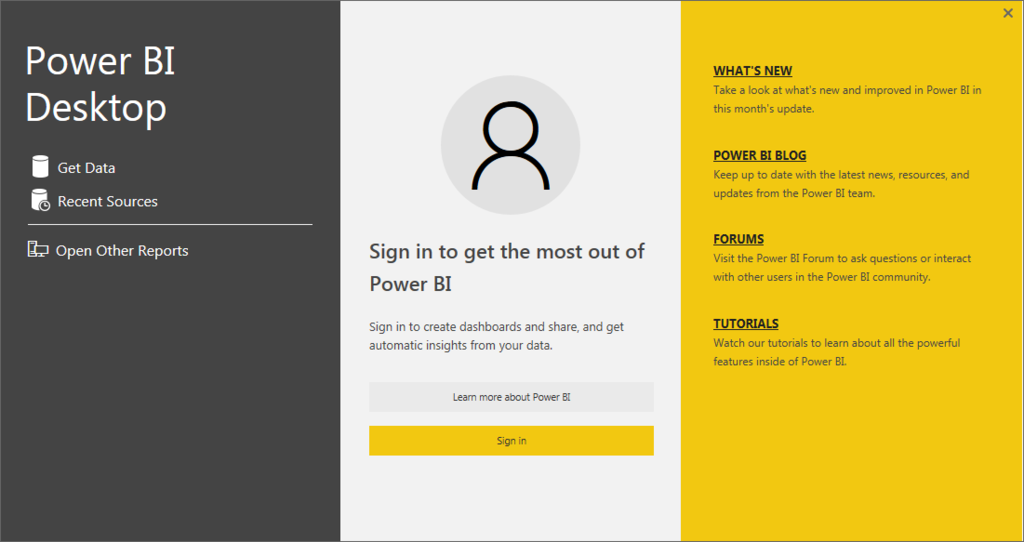 Power BI
Desktop
Get Data
Recent Sources
Open Other Reports
Sign in to get the most out of
Power BI
Sign in to create dashboards and share, and get
automatic insights from your data.
Learn more about Power BI
Sign in
WHAT'S NEW
Take a look at what's new and improved in Power BI in
this month's update.
POWER BI BLOG
Keep up to date with the latest news, resources, and
updates from the Power BI team.
FORUMS
Visit the Power BI Forum to ask questions or interact
with other users in the Power BI community.
TUTORIALS
Watch our tutorials to learn about all the powerful
features inside of Power BI.